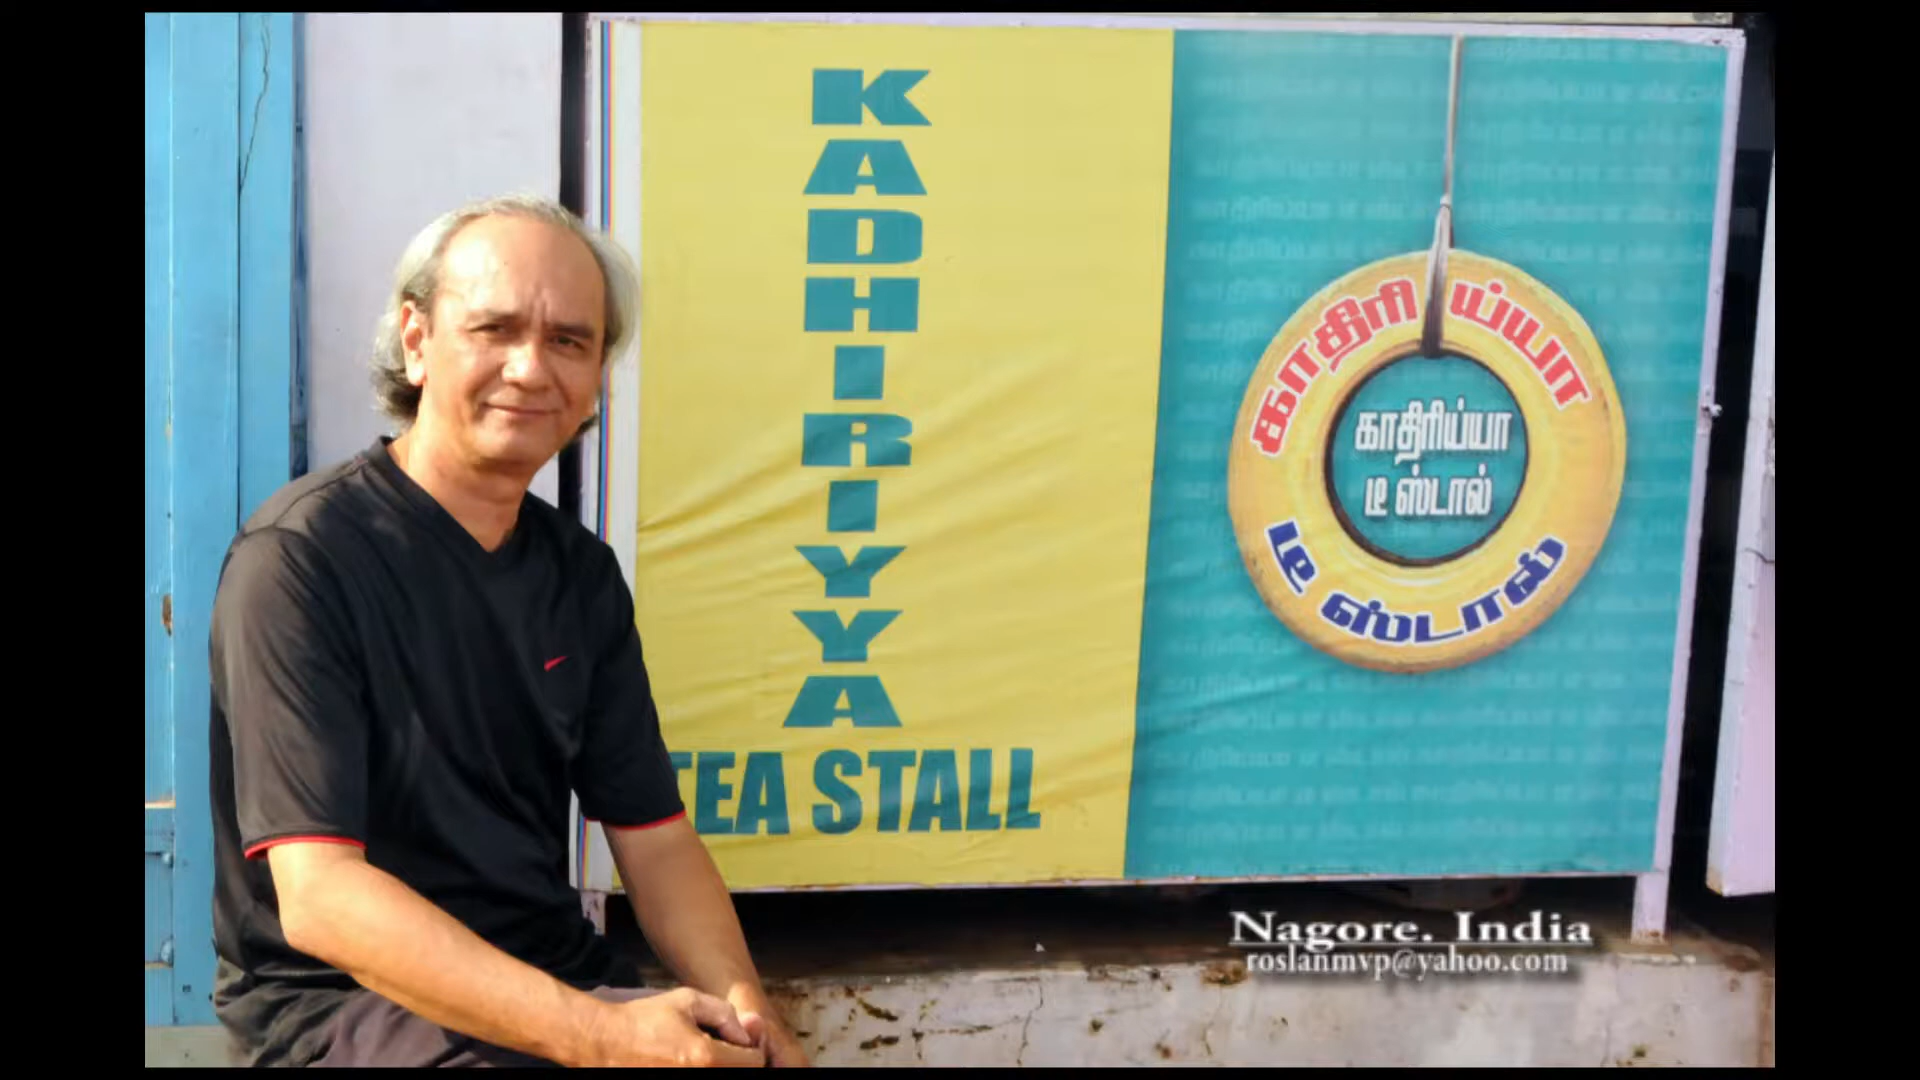 KADHIRIYYA
TEA STALL
காதிரிய்யா
காதிரிய்யா
டீ ஸ்டால்
டீ ஸ்டால்
Nagore. India
roslanmvp@yahoo.com